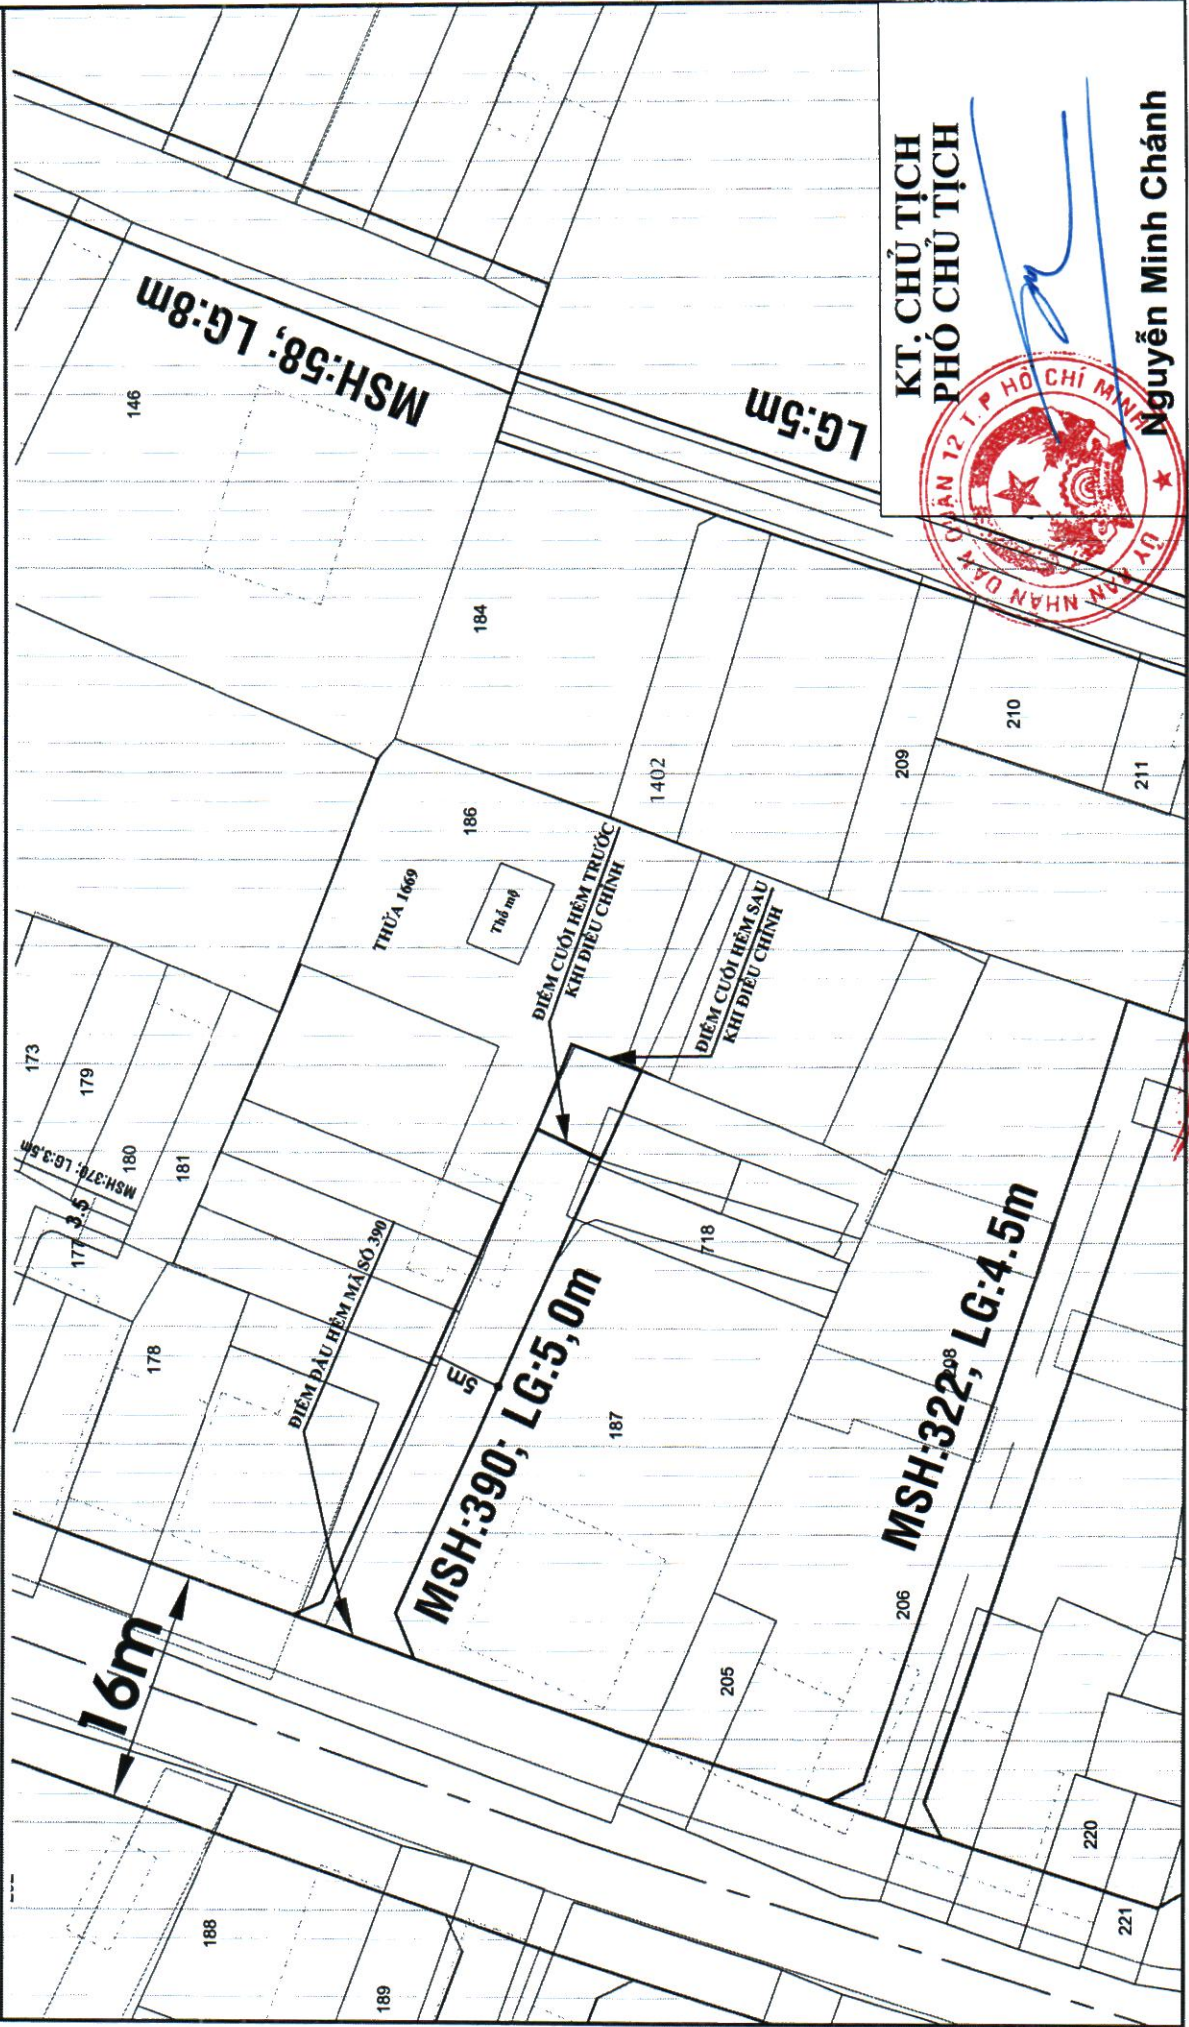 KT. CHỦ TỊCH
PHÓ CHỦ TỊCH
Nguyễn Minh Chánh
ỦY BAN NHÂN DÂN QUẬN 12 T.P HỒ CHÍ MINH
MSH:58; LG:8m
LG:5m
146
184
186
THỬA 1669
Thổ mộ
1402
209
210
211
ĐIỂM CUỐI HẺM TRƯỚC
KHI ĐIỀU CHỈNH
ĐIỂM CUỐI HẺM SAU
KHI ĐIỀU CHỈNH
173
179
180
181
MSH:378; LG:3,5m
3.5
177
178
ĐIỂM ĐẦU HẺM MÃ SỐ 390
5m
MSH:390; LG:5,0m
187
718
MSH:322; LG:4.5m
208
206
205
16m
188
189
220
221